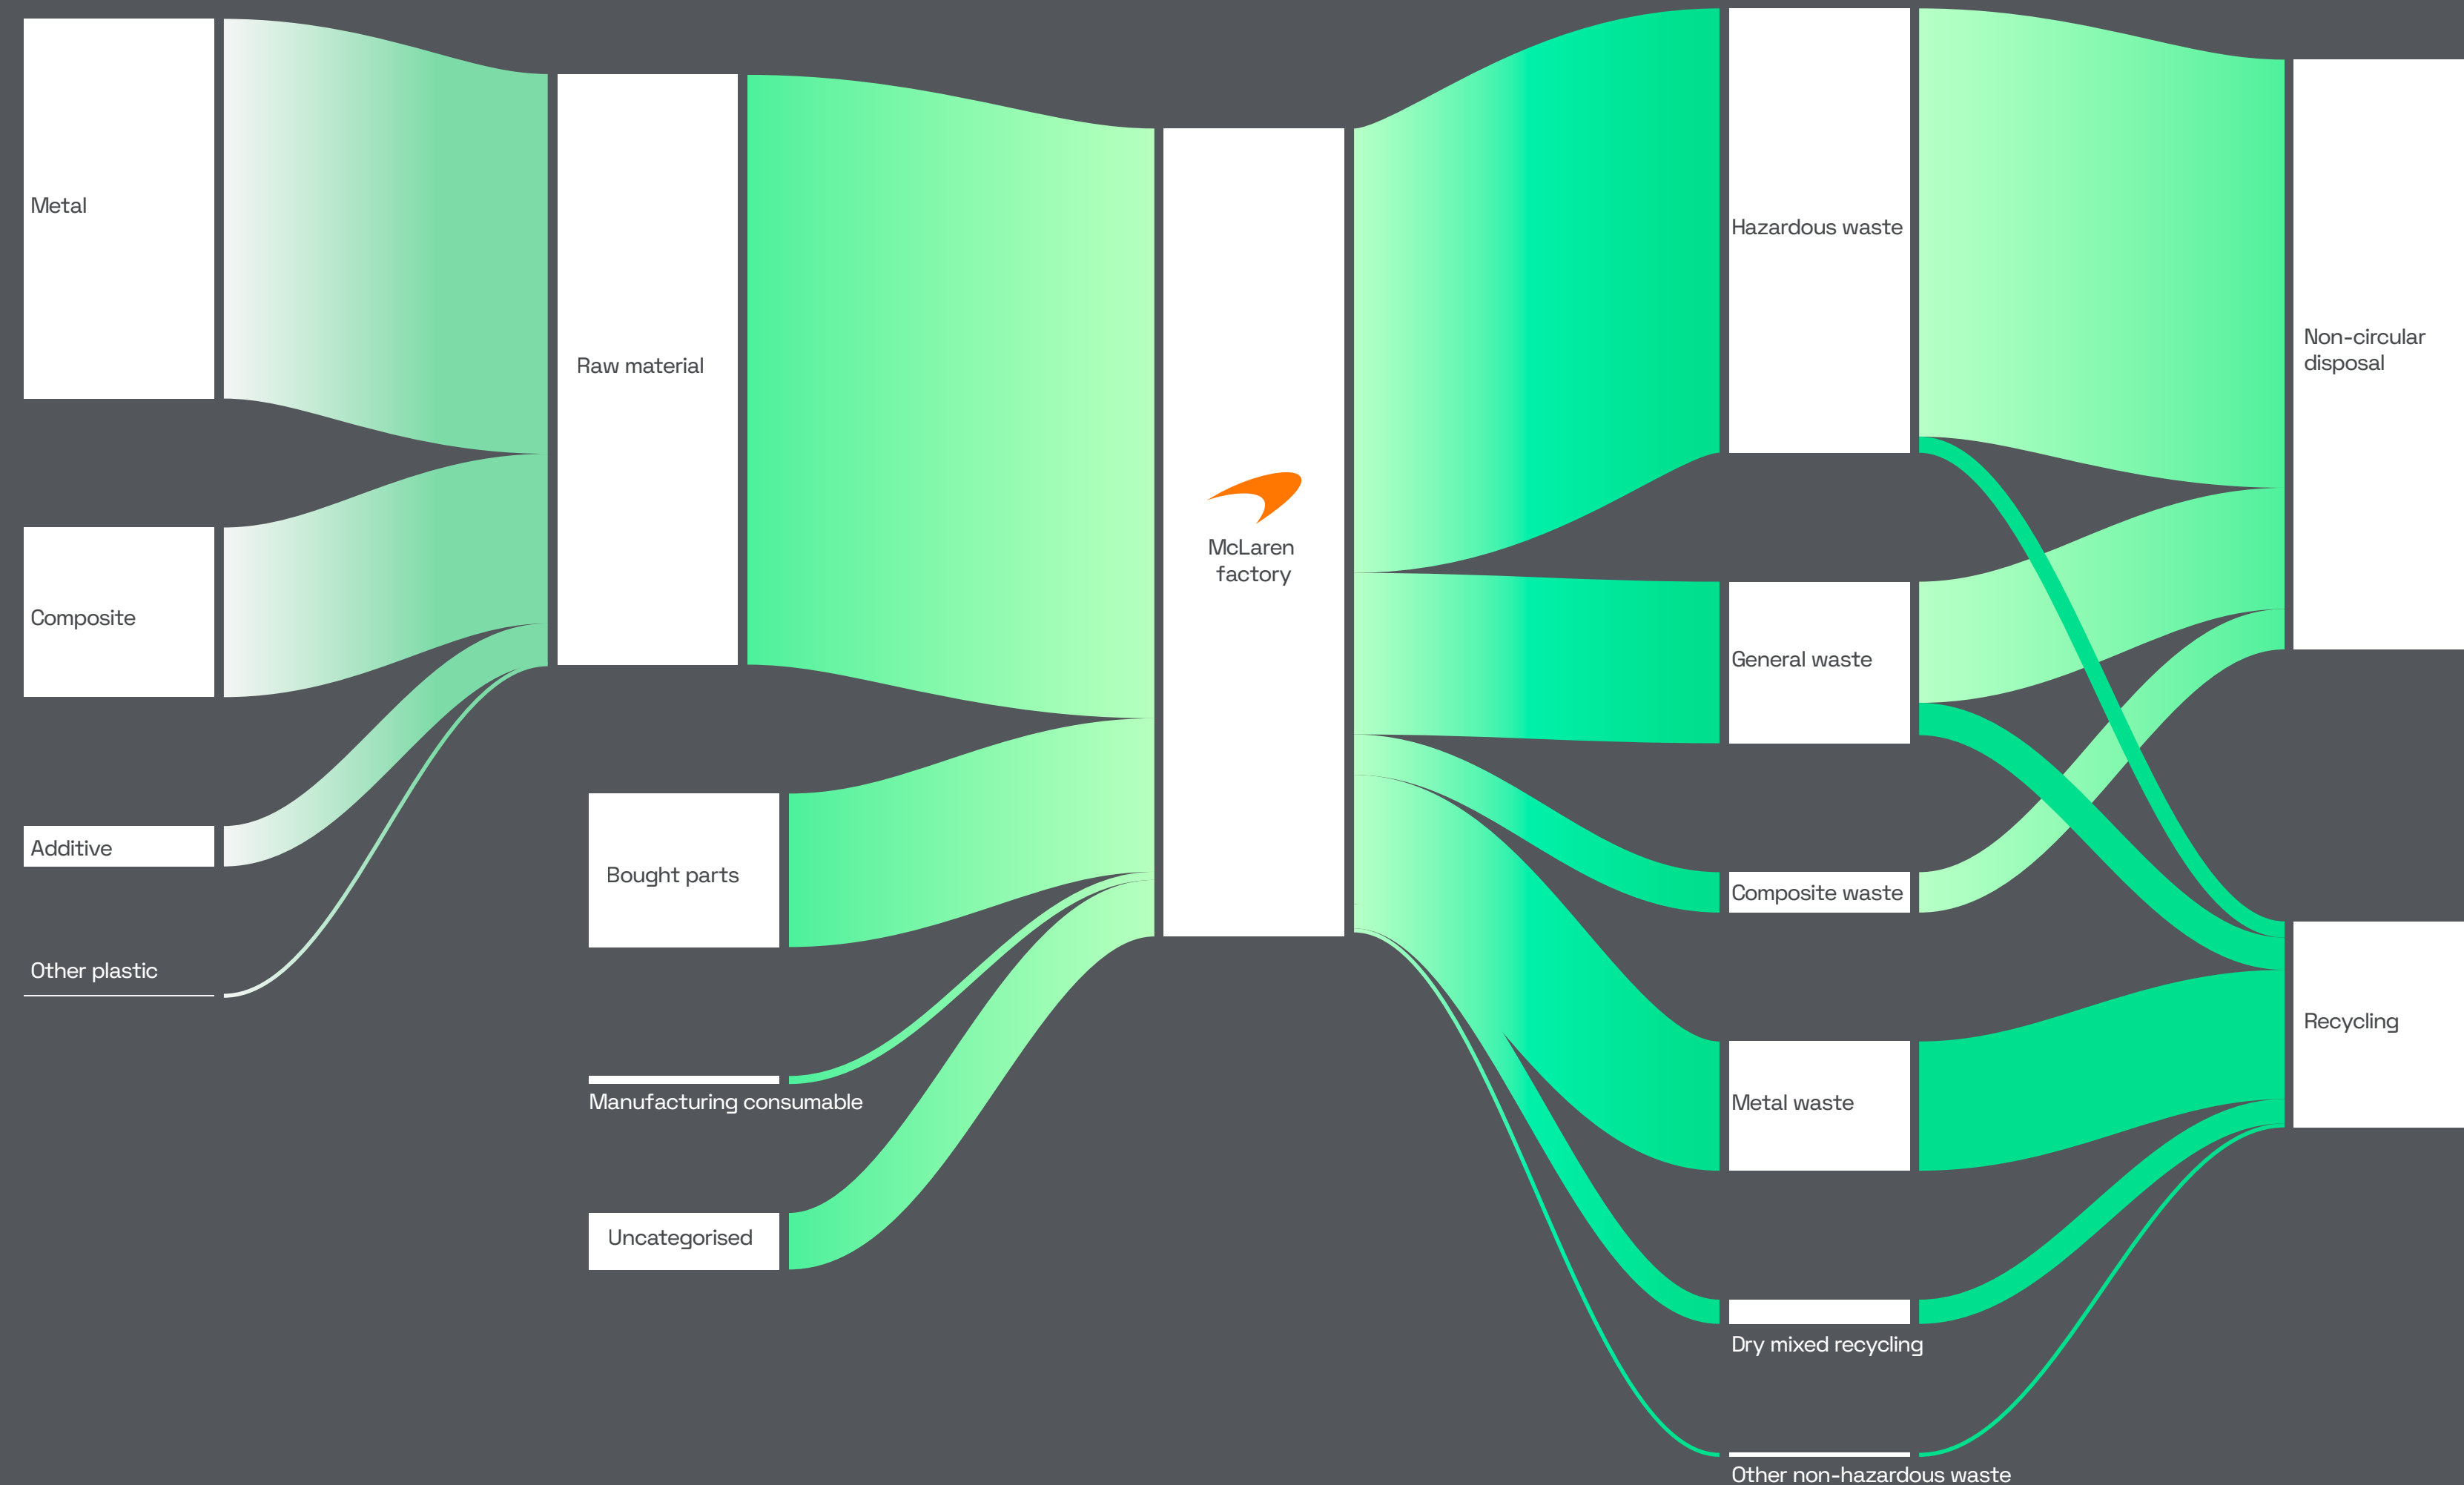 Metal
Composite
Additive
Other plastic
Raw material
Bought parts
Manufacturing consumable
Uncategorised
McLaren
factory
Hazardous waste
General waste
Composite waste
Metal waste
Dry mixed recycling
Other non-hazardous waste
Non-circular
disposal
Recycling